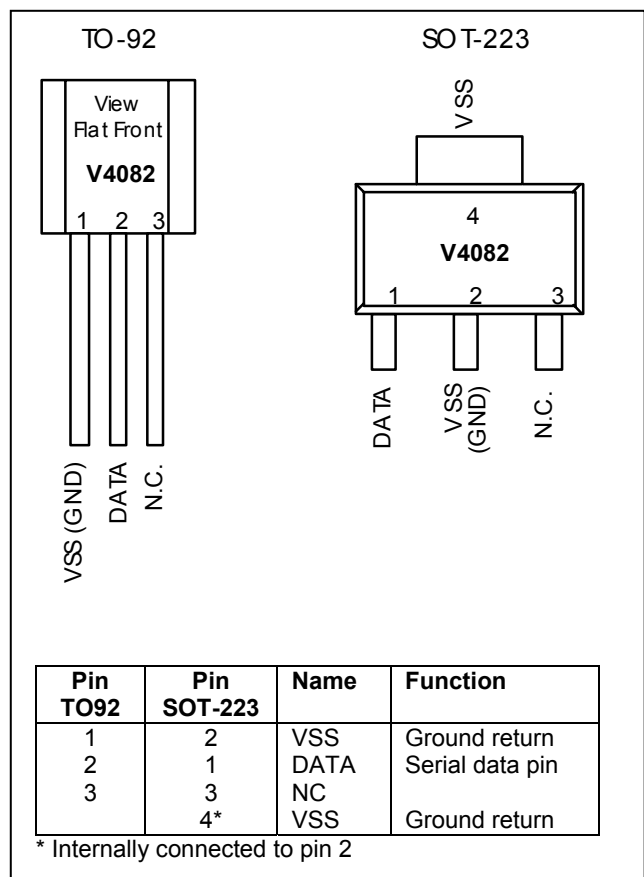 TO-92
View
Flat Front
V4082
1 2 3
VSS (GND)
DATA
N.C.
SOT-223
VSS
4
V4082
1 2 3
DATA
VSS
(GND)
N.C.
Pin TO92 Pin SOT-223 Name Function
1 2 VSS Ground return
2 1 DATA Serial data pin
3 3 NC
4* VSS Ground return
* Internally connected to pin 2